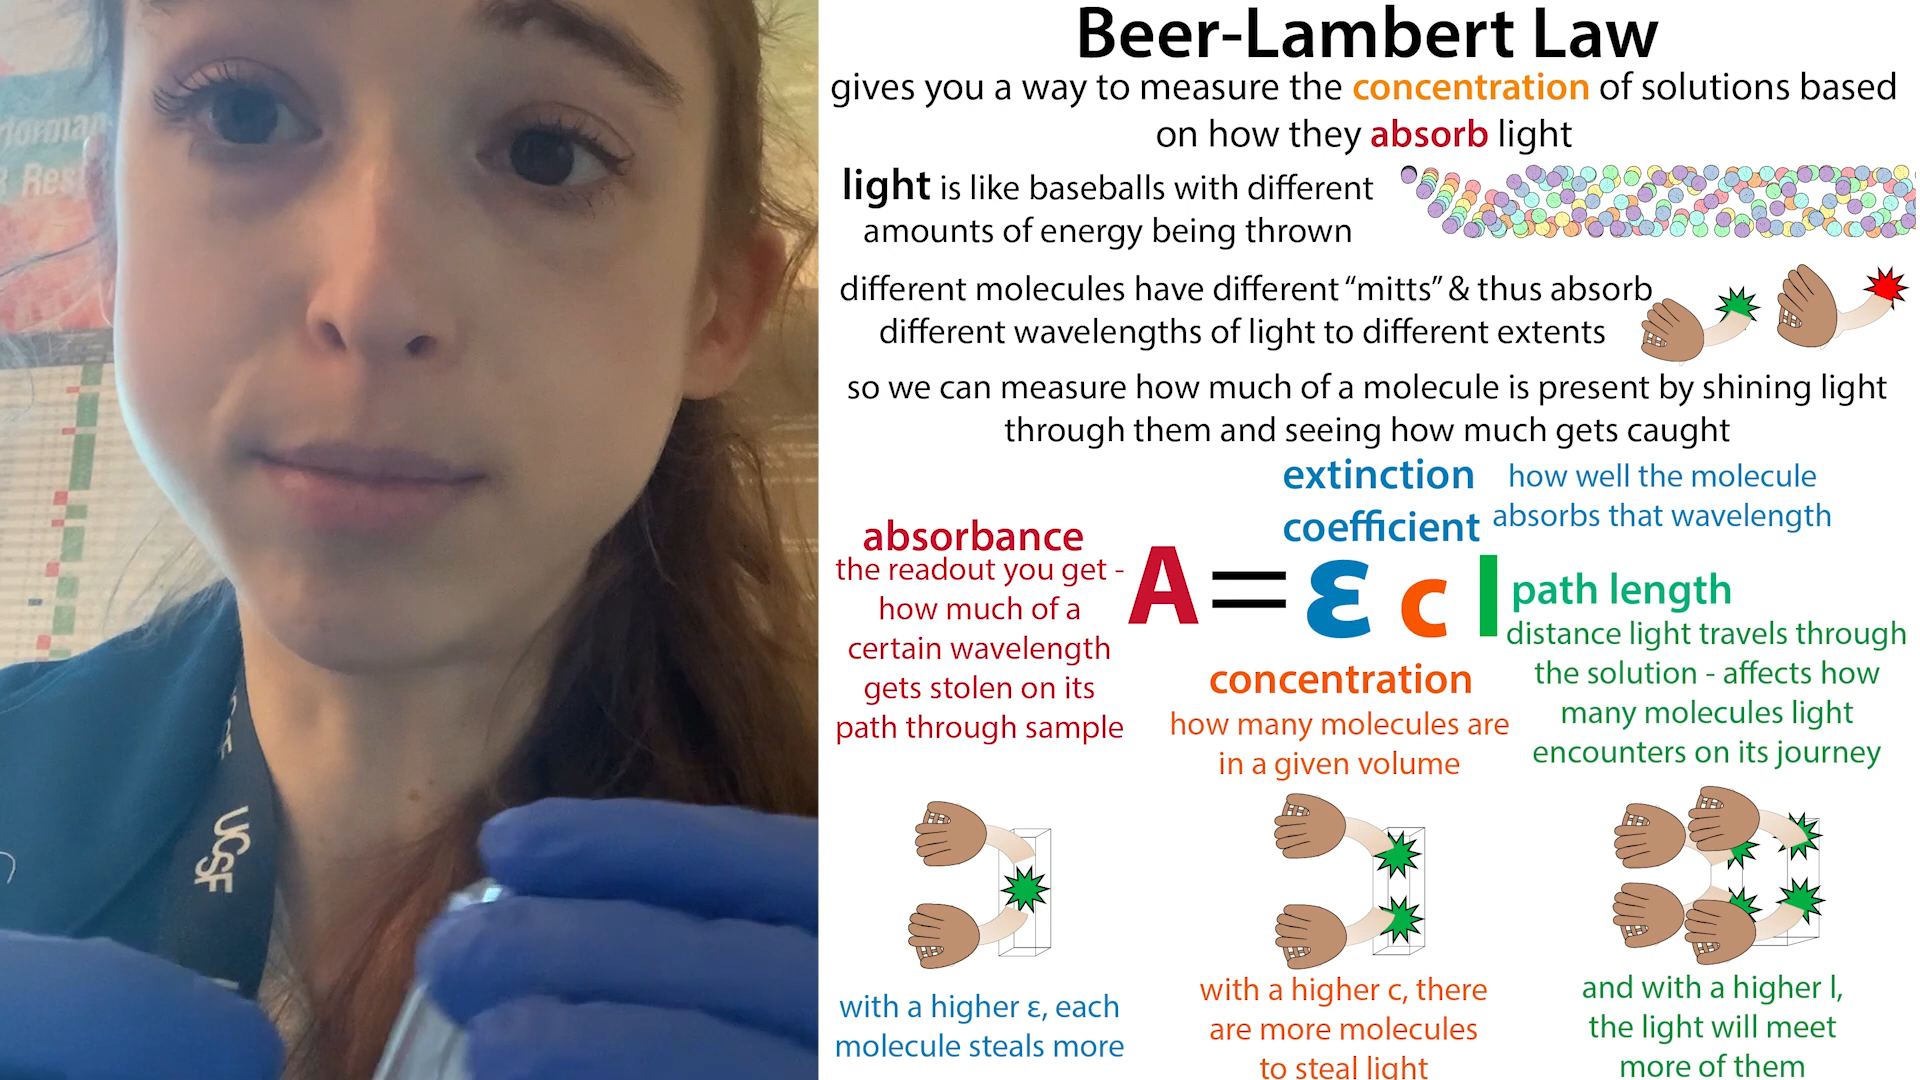 rforman
& Res
UCSF
Beer-Lambert Law
gives you a way to measure the concentration of solutions based
on how they absorb light
light is like baseballs with different
amounts of energy being thrown
different molecules have different “mitts” & thus absorb
different wavelengths of light to different extents
so we can measure how much of a molecule is present by shining light
through them and seeing how much gets caught
extinction
coefficient
how well the molecule
absorbs that wavelength
absorbance
the readout you get -
how much of a
certain wavelength
gets stolen on its
path through sample
A = ε c l
path length
distance light travels through
the solution - affects how
many molecules light
encounters on its journey
concentration
how many molecules are
in a given volume
with a higher ε, each
molecule steals more
with a higher c, there
are more molecules
to steal light
and with a higher l,
the light will meet
more of them